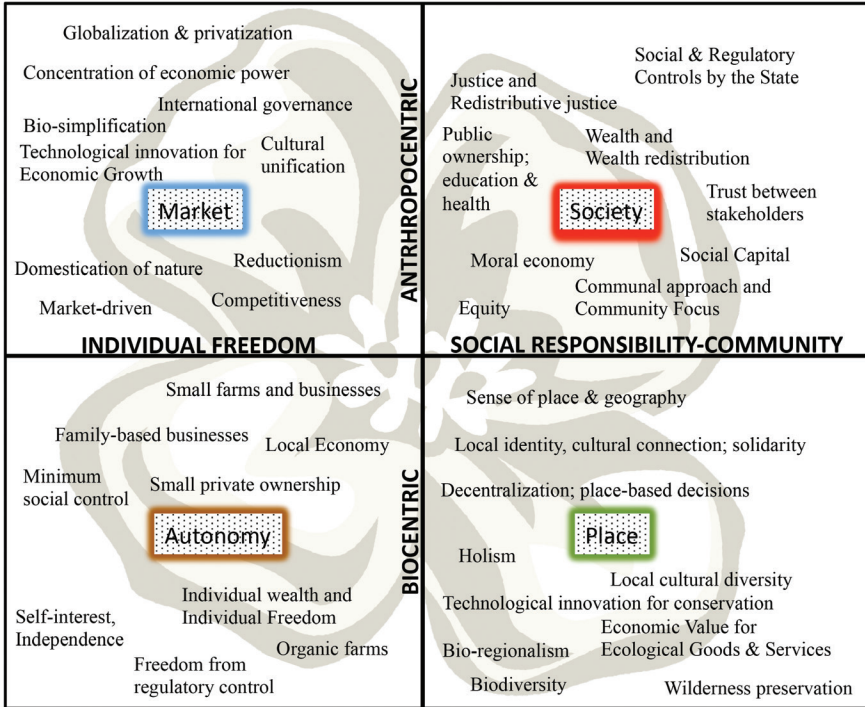 Globalization & privatization
Concentration of economic power
International governance
Bio-simplification
Technological innovation for
Economic Growth
Cultural
unification
Market
Domestication of nature
Reductionism
Market-driven
Competitiveness
INDIVIDUAL FREEDOM
ANTRHROPOCENTRIC
Social & Regulatory
Controls by the State
Justice and
Redistributive justice
Public
ownership;
education &
health
Wealth and
Wealth redistribution
Society
Trust between
stakeholders
Moral economy
Social Capital
Equity
Communal approach and
Community Focus
SOCIAL RESPONSIBILITY-COMMUNITY
Small farms and businesses
Family-based businesses
Local Economy
Minimum
social control
Small private ownership
Autonomy
Individual wealth and
Individual Freedom
Self-interest,
Independence
Organic farms
Freedom from
regulatory control
BIOCENTRIC
Sense of place & geography
Local identity, cultural connection; solidarity
Decentralization; place-based decisions
Place
Holism
Local cultural diversity
Technological innovation for conservation
Economic Value for
Ecological Goods & Services
Bio-regionalism
Biodiversity
Wilderness preservation